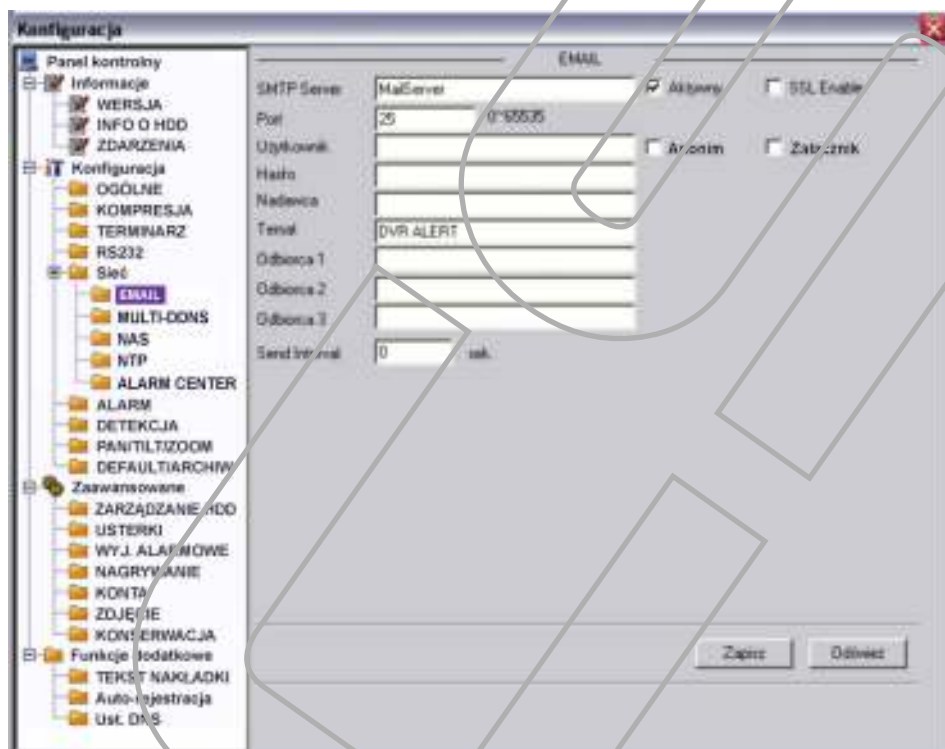 Konfiguracja
Panel kontrolny
Informacje
WERSJA
INFO O HDD
ZDARZENIA
Konfiguracja
OGÓLNE
KOMPRESJA
TERMINARZ
RS232
Sieć
EMAIL
MULTI-DDNS
NAS
NTP
ALARM CENTER
ALARM
DETEKCJA
PAN/TILT/ZOOM
DEFAULT/ARCHIW
Zaawansowane
ZARZĄDZANIE HDD
USTERKI
WYJ. ALARMOWE
NAGRYWANIE
KONTA
ZDJĘCIE
KONSERWACJA
Funkcje dodatkowe
TEKST NAKŁADKI
Auto-rejestracja
Ust. DNS
EMAIL
SMTP Server MailServer Aktywny SSL Enable
Port 25 0~65535
Użytkownik Anonim Załącznik
Hasło
Nadawca
Temat DVR ALERT
Odbiorca 1
Odbiorca 2
Odbiorca 3
Send Interval 0 sek.
Zapisz Odśwież